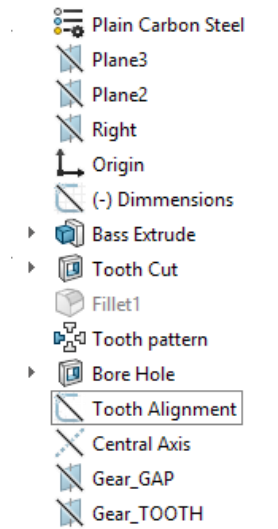 Plain Carbon Steel
Plane3
Plane2
Right
Origin
(-) Dimmensions
Bass Extrude
Tooth Cut
Fillet1
Tooth pattern
Bore Hole
Tooth Alignment
Central Axis
Gear_GAP
Gear_TOOTH